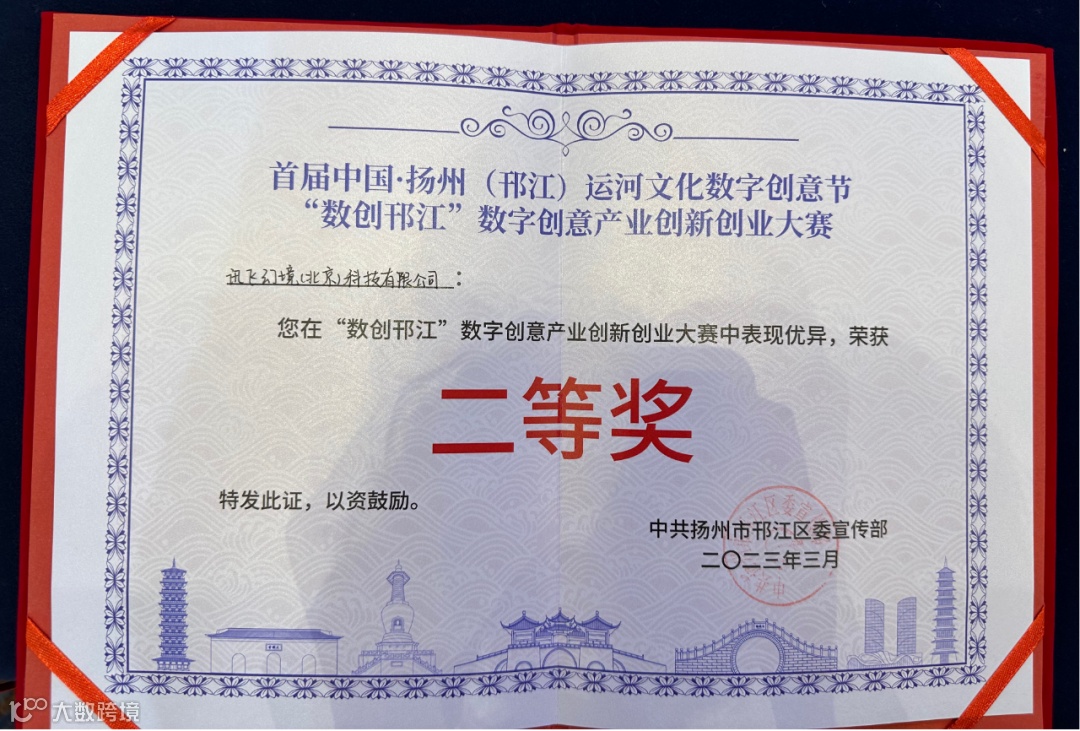 首届中国·扬州（邗江）运河文化数字创意节
“数创邗江”数字创意产业创新创业大赛
讯飞幻境(北京)科技有限公司：
您在“数创邗江”数字创意产业创新创业大赛中表现优异，荣获
二等奖
特发此证，以资鼓励。
中共扬州市邗江区委宣传部
二〇二三年三月
大数跨境